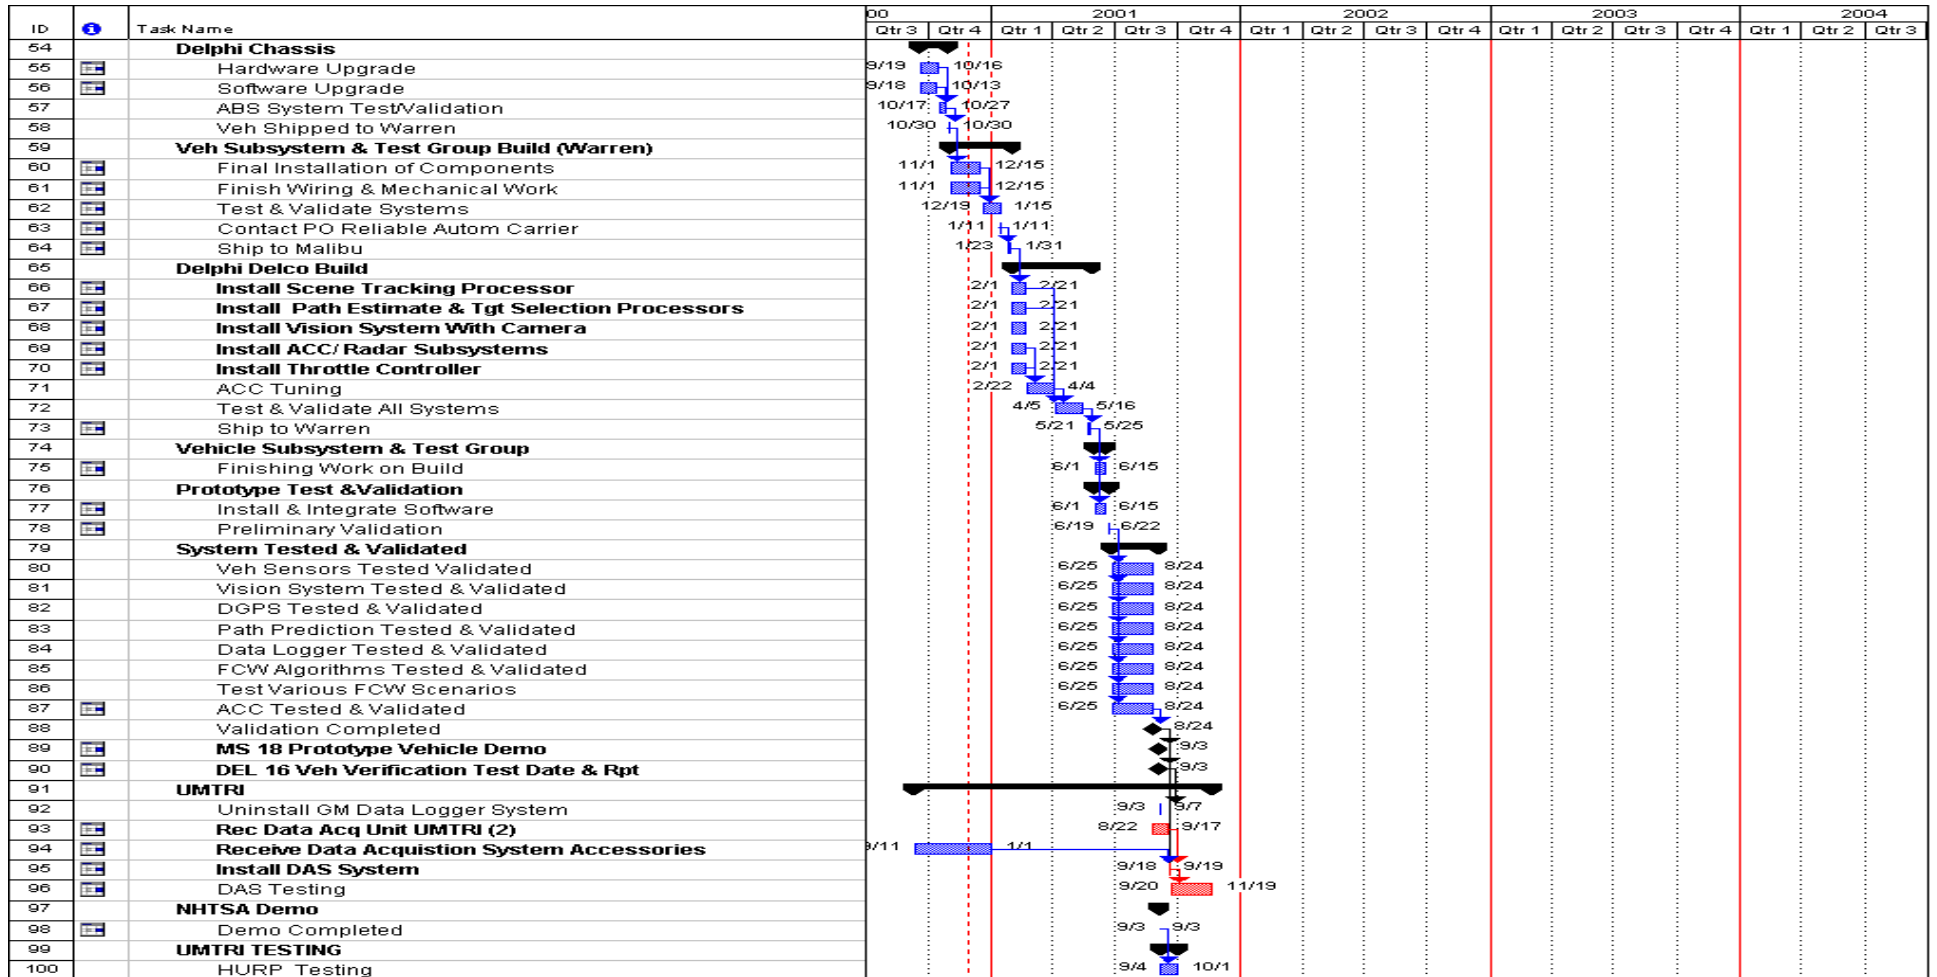 00 2001 2002 2003 2004
ID Task Name Qtr 3 Qtr 4 Qtr 1 Qtr 2 Qtr 3 Qtr 4 Qtr 1 Qtr 2 Qtr 3 Qtr 4 Qtr 1 Qtr 2 Qtr 3 Qtr 4 Qtr 1 Qtr 2 Qtr 3
54 Delphi Chassis
55 Hardware Upgrade 9/19 10/16
56 Software Upgrade 9/18 10/13
57 ABS System Test/Validation 10/17 10/27
58 Veh Shipped to Warren 10/30 10/30
59 Veh Subsystem & Test Group Build (Warren)
60 Final Installation of Components 11/1 12/15
61 Finish Wiring & Mechanical Work 11/1 12/15
62 Test & Validate Systems 12/19 1/15
63 Contact PO Reliable Autom Carrier 1/11 1/11
64 Ship to Malibu 1/23 1/31
65 Delphi Delco Build
66 Install Scene Tracking Processor 2/1 2/21
67 Install Path Estimate & Tgt Selection Processors 2/1 2/21
68 Install Vision System With Camera 2/1 2/21
69 Install ACC/ Radar Subsystems 2/1 2/21
70 Install Throttle Controller 2/1 2/21
71 ACC Tuning 2/22 4/4
72 Test & Validate All Systems 4/5 5/16
73 Ship to Warren 5/21 5/25
74 Vehicle Subsystem & Test Group
75 Finishing Work on Build 6/1 6/15
76 Prototype Test &Validation
77 Install & Integrate Software 6/1 6/15
78 Preliminary Validation 6/19 6/22
79 System Tested & Validated
80 Veh Sensors Tested Validated 6/25 8/24
81 Vision System Tested & Validated 6/25 8/24
82 DGPS Tested & Validated 6/25 8/24
83 Path Prediction Tested & Validated 6/25 8/24
84 Data Logger Tested & Validated 6/25 8/24
85 FCW Algorithms Tested & Validated 6/25 8/24
86 Test Various FCW Scenarios 6/25 8/24
87 ACC Tested & Validated 6/25 8/24
88 Validation Completed 8/24
89 MS 18 Prototype Vehicle Demo 9/3
90 DEL 16 Veh Verification Test Date & Rpt 9/3
91 UMTRI
92 Uninstall GM Data Logger System 9/3 9/7
93 Rec Data Acq Unit UMTRI (2) 8/22 9/17
94 Receive Data Acquistion System Accessories 9/11 1/1
95 Install DAS System 9/18 9/19
96 DAS Testing 9/20 11/19
97 NHTSA Demo
98 Demo Completed 9/3 9/3
99 UMTRI TESTING
100 HURP Testing 9/4 10/1